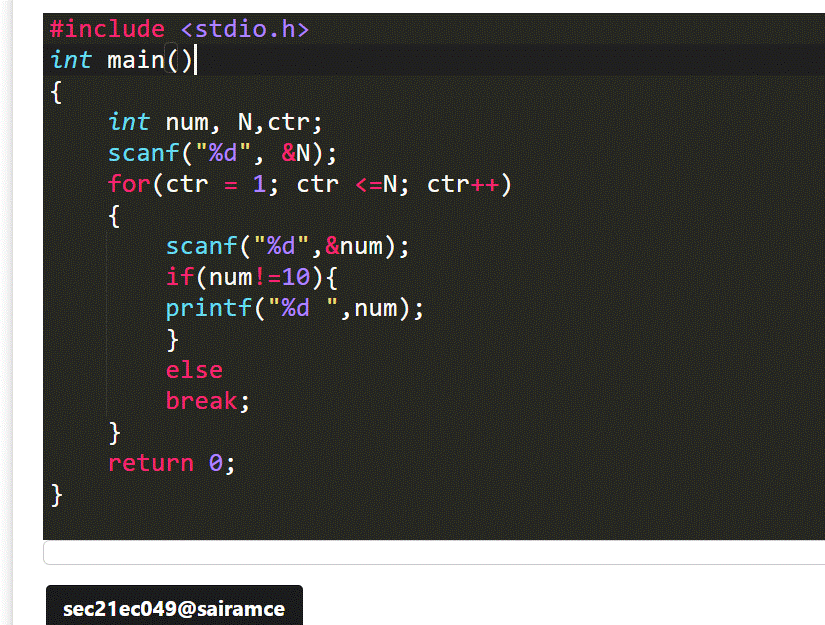 #include <stdio.h>
int main()
{
    int num, N,ctr;
    scanf("%d", &N);
    for(ctr = 1; ctr <=N; ctr++)
    {
        scanf("%d",&num);
        if(num!=10){
        printf("%d ",num);
        }
        else
        break;
    }
    return 0;
}
sec21ec049@sairamce